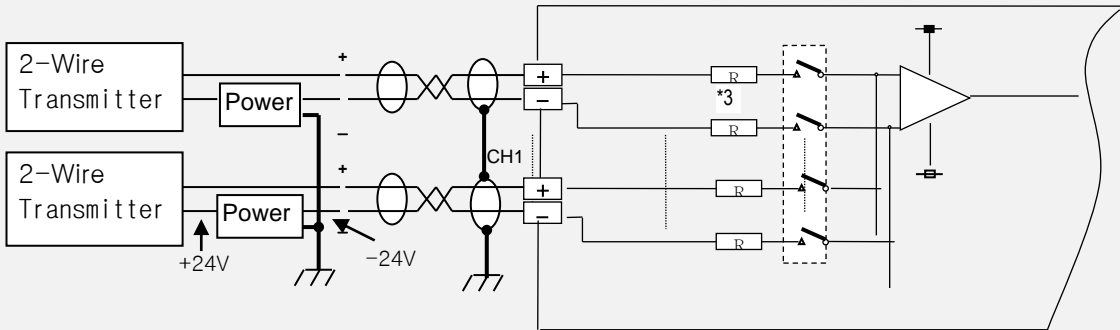 2-Wire
Transmitter
Power
+
−
+
−
R
*3
R
CH1
2-Wire
Transmitter
Power
+
−
+
−
R
R
+24V
-24V